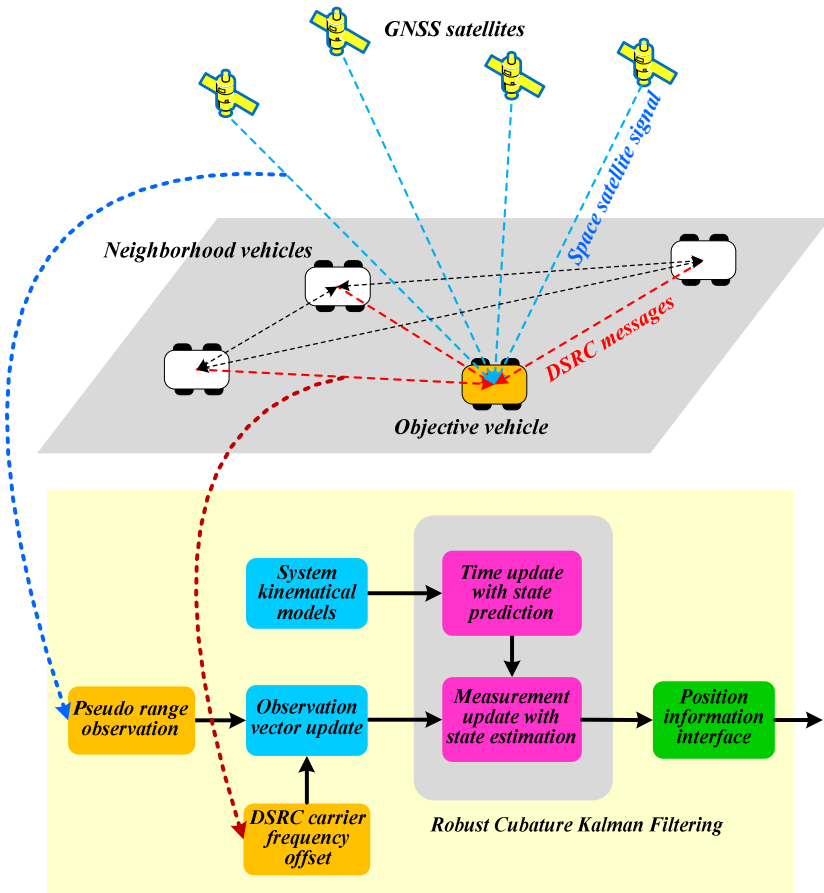 GNSS satellites
Space satellite signal
Neighborhood vehicles
DSRC messages
Objective vehicle
System
kinematical
models
Time update
with state
prediction
Pseudo range
observation
Observation
vector update
Measurement
update with
state estimation
Position
information
interface
DSRC carrier
frequency
offset
Robust Cubature Kalman Filtering